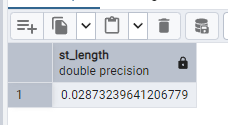 st_length
double precision
1
0.02873239641206779